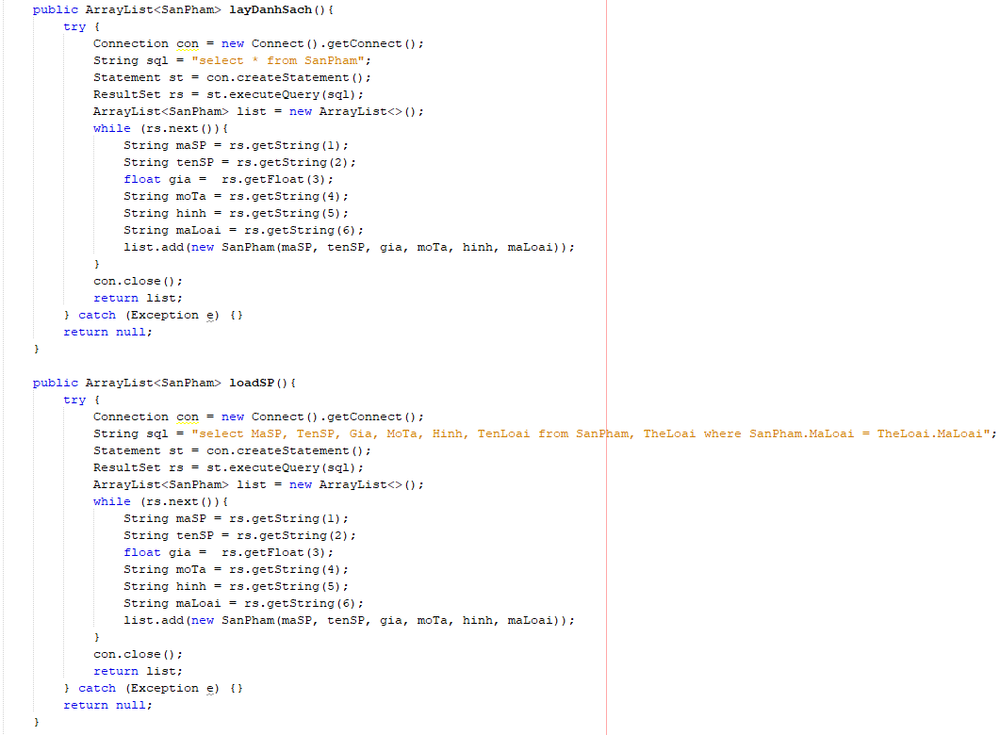 public ArrayList<SanPham> layDanhSach(){
try {
Connection con = new Connect().getConnect();
String sql = "select * from SanPham";
Statement st = con.createStatement();
ResultSet rs = st.executeQuery(sql);
ArrayList<SanPham> list = new ArrayList<>();
while (rs.next()){
String maSP = rs.getString(1);
String tenSP = rs.getString(2);
float gia =  rs.getFloat(3);
String moTa = rs.getString(4);
String hinh = rs.getString(5);
String maLoai = rs.getString(6);
list.add(new SanPham(maSP, tenSP, gia, moTa, hinh, maLoai));
}
con.close();
return list;
} catch (Exception e) {}
return null;
}
public ArrayList<SanPham> loadSP(){
try {
Connection con = new Connect().getConnect();
String sql = "select MaSP, TenSP, Gia, MoTa, Hinh, TenLoai from SanPham, TheLoai where SanPham.MaLoai = TheLoai.MaLoai";
Statement st = con.createStatement();
ResultSet rs = st.executeQuery(sql);
ArrayList<SanPham> list = new ArrayList<>();
while (rs.next()){
String maSP = rs.getString(1);
String tenSP = rs.getString(2);
float gia =  rs.getFloat(3);
String moTa = rs.getString(4);
String hinh = rs.getString(5);
String maLoai = rs.getString(6);
list.add(new SanPham(maSP, tenSP, gia, moTa, hinh, maLoai));
}
con.close();
return list;
} catch (Exception e) {}
return null;
}